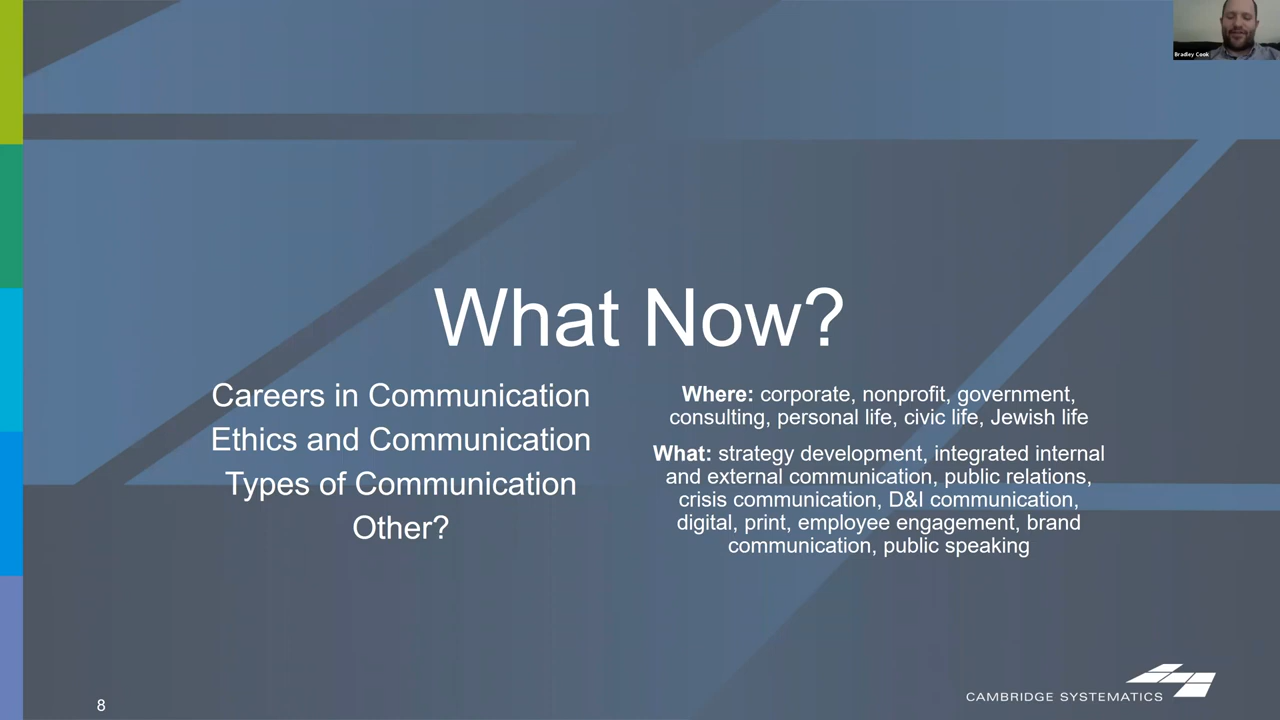 Bradley Cook
What Now?
Careers in Communication
Ethics and Communication
Types of Communication
Other?
Where: corporate, nonprofit, government,
consulting, personal life, civic life, Jewish life
What: strategy development, integrated internal
and external communication, public relations,
crisis communication, D&I communication,
digital, print, employee engagement, brand
communication, public speaking
8
CAMBRIDGE SYSTEMATICS